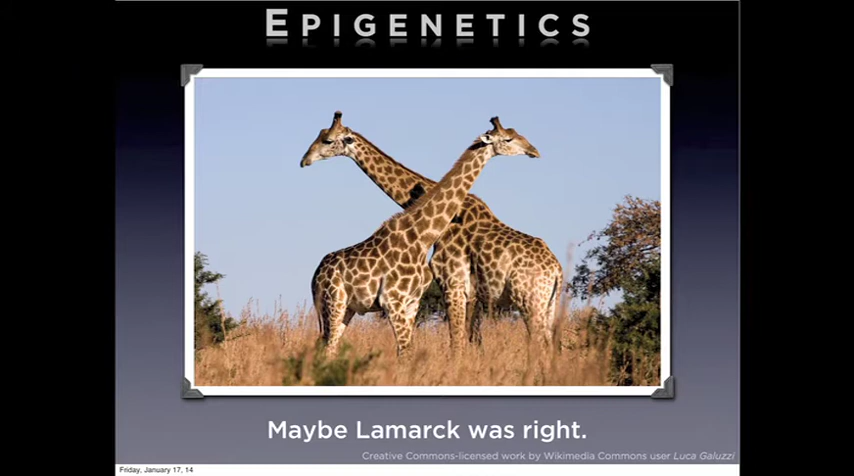 EPIGENETICS
Maybe Lamarck was right.
Creative Commons-licensed work by Wikimedia Commons user Luca Galuzzi
Friday, January 17, 14